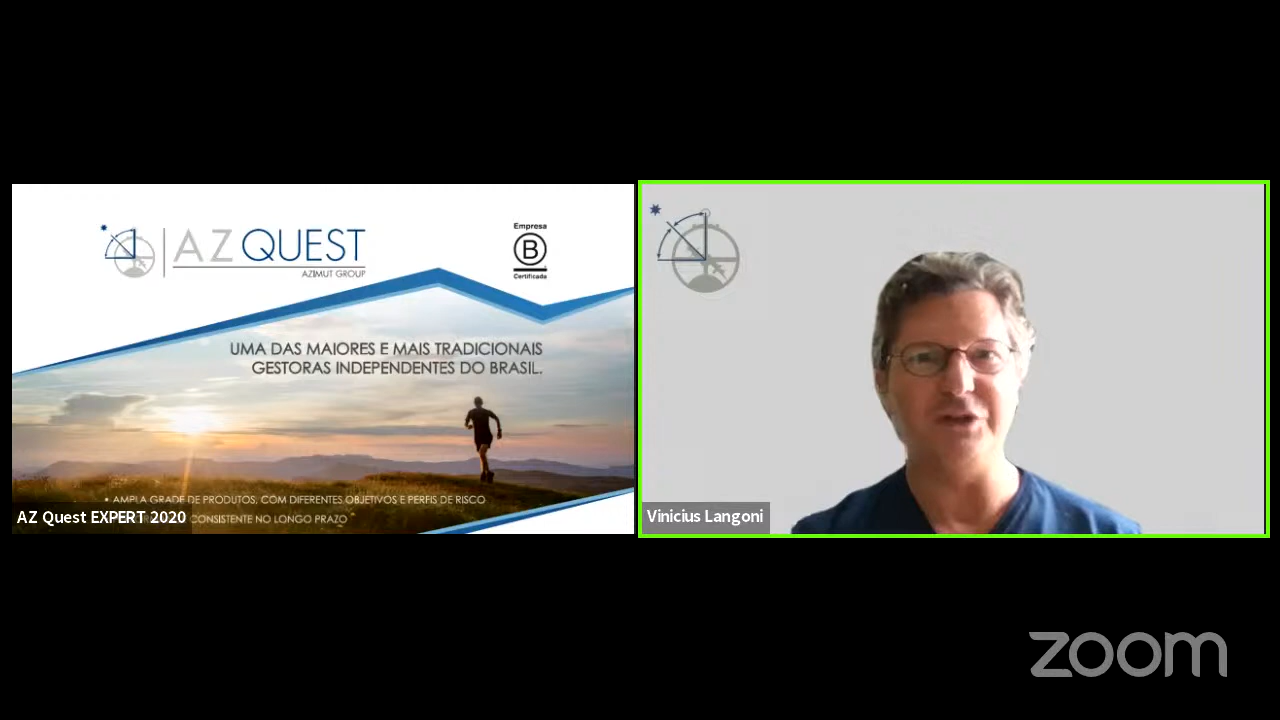 AZ QUEST
AZIMUT GROUP
Empresa
B
Certificada
UMA DAS MAIORES E MAIS TRADICIONAIS
GESTORAS INDEPENDENTES DO BRASIL.
• AMPLA GRADE DE PRODUTOS, COM DIFERENTES OBJETIVOS E PERFIS DE RISCO
CONSISTENTE NO LONGO PRAZO
AZ Quest EXPERT 2020
Vinicius Langoni
zoom